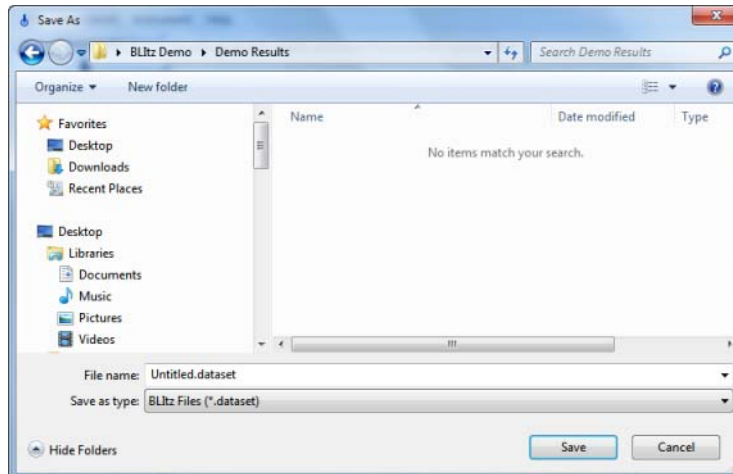 Save As
BLItz Demo Demo Results Search Demo Results
Organize New folder
Name Date modified Type
No items match your search.
Favorites
Desktop
Downloads
Recent Places
Desktop
Libraries
Documents
Music
Pictures
Videos
File name: Untitled.dataset
Save as type: BLItz Files (*.dataset)
Hide Folders Save Cancel